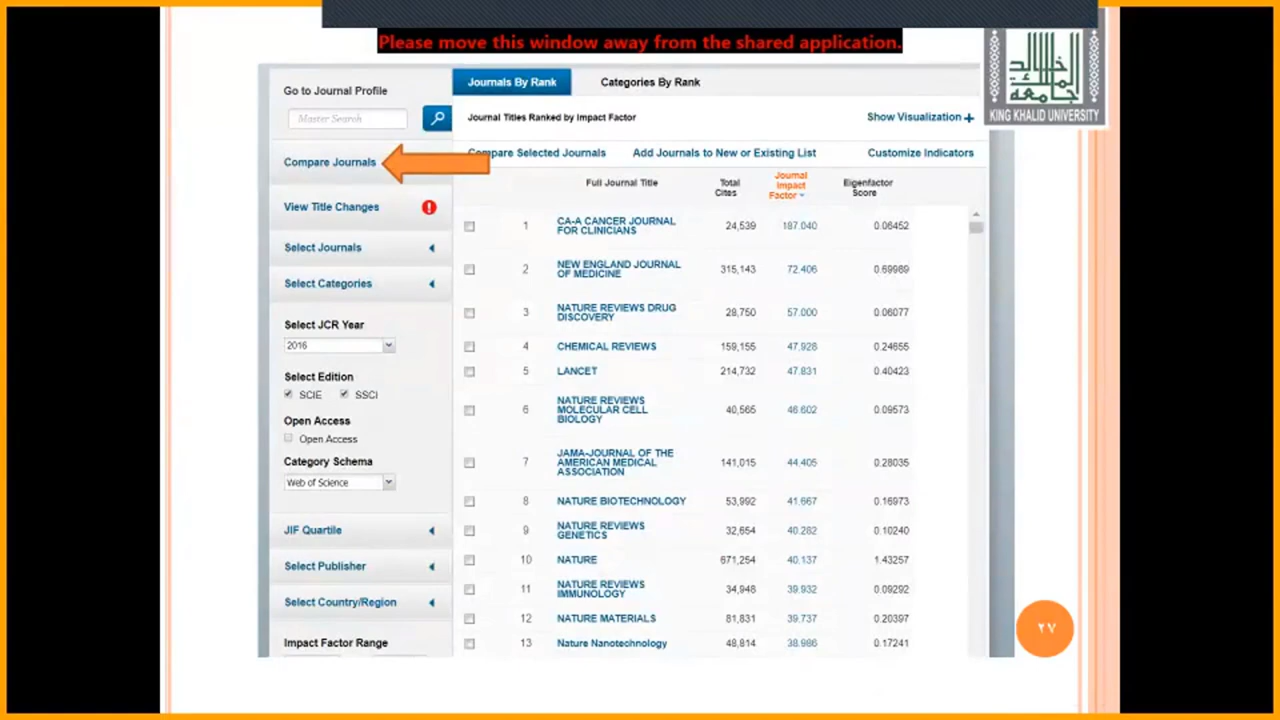 Please move this window away from the shared application.
خالد
الملك
جامعة
KING KHALID UNIVERSITY
Go to Journal Profile
Master Search
Compare Journals
View Title Changes
Select Journals
Select Categories
Select JCR Year
2016
Select Edition
SCIE SSCI
Open Access
Open Access
Category Schema
Web of Science
JIF Quartile
Select Publisher
Select Country/Region
Impact Factor Range
Journals By Rank Categories By Rank
Journal Titles Ranked by Impact Factor Show Visualization +
Compare Selected Journals Add Journals to New or Existing List Customize Indicators
Full Journal Title Total Cites Journal Impact Factor Eigenfactor Score
1 CA-A CANCER JOURNAL FOR CLINICIANS 24,539 187.040 0.06452
2 NEW ENGLAND JOURNAL OF MEDICINE 315,143 72.406 0.69989
3 NATURE REVIEWS DRUG DISCOVERY 28,750 57.000 0.06077
4 CHEMICAL REVIEWS 159,155 47.928 0.24655
5 LANCET 214,732 47.831 0.40423
6 NATURE REVIEWS MOLECULAR CELL BIOLOGY 40,565 46.602 0.09573
7 JAMA-JOURNAL OF THE AMERICAN MEDICAL ASSOCIATION 141,015 44.405 0.28035
8 NATURE BIOTECHNOLOGY 53,992 41.667 0.16973
9 NATURE REVIEWS GENETICS 32,654 40.282 0.10240
10 NATURE 671,254 40.137 1.43257
11 NATURE REVIEWS IMMUNOLOGY 34,948 39.932 0.09292
12 NATURE MATERIALS 81,831 39.737 0.20397
13 Nature Nanotechnology 48,814 38.986 0.17241
٢٧